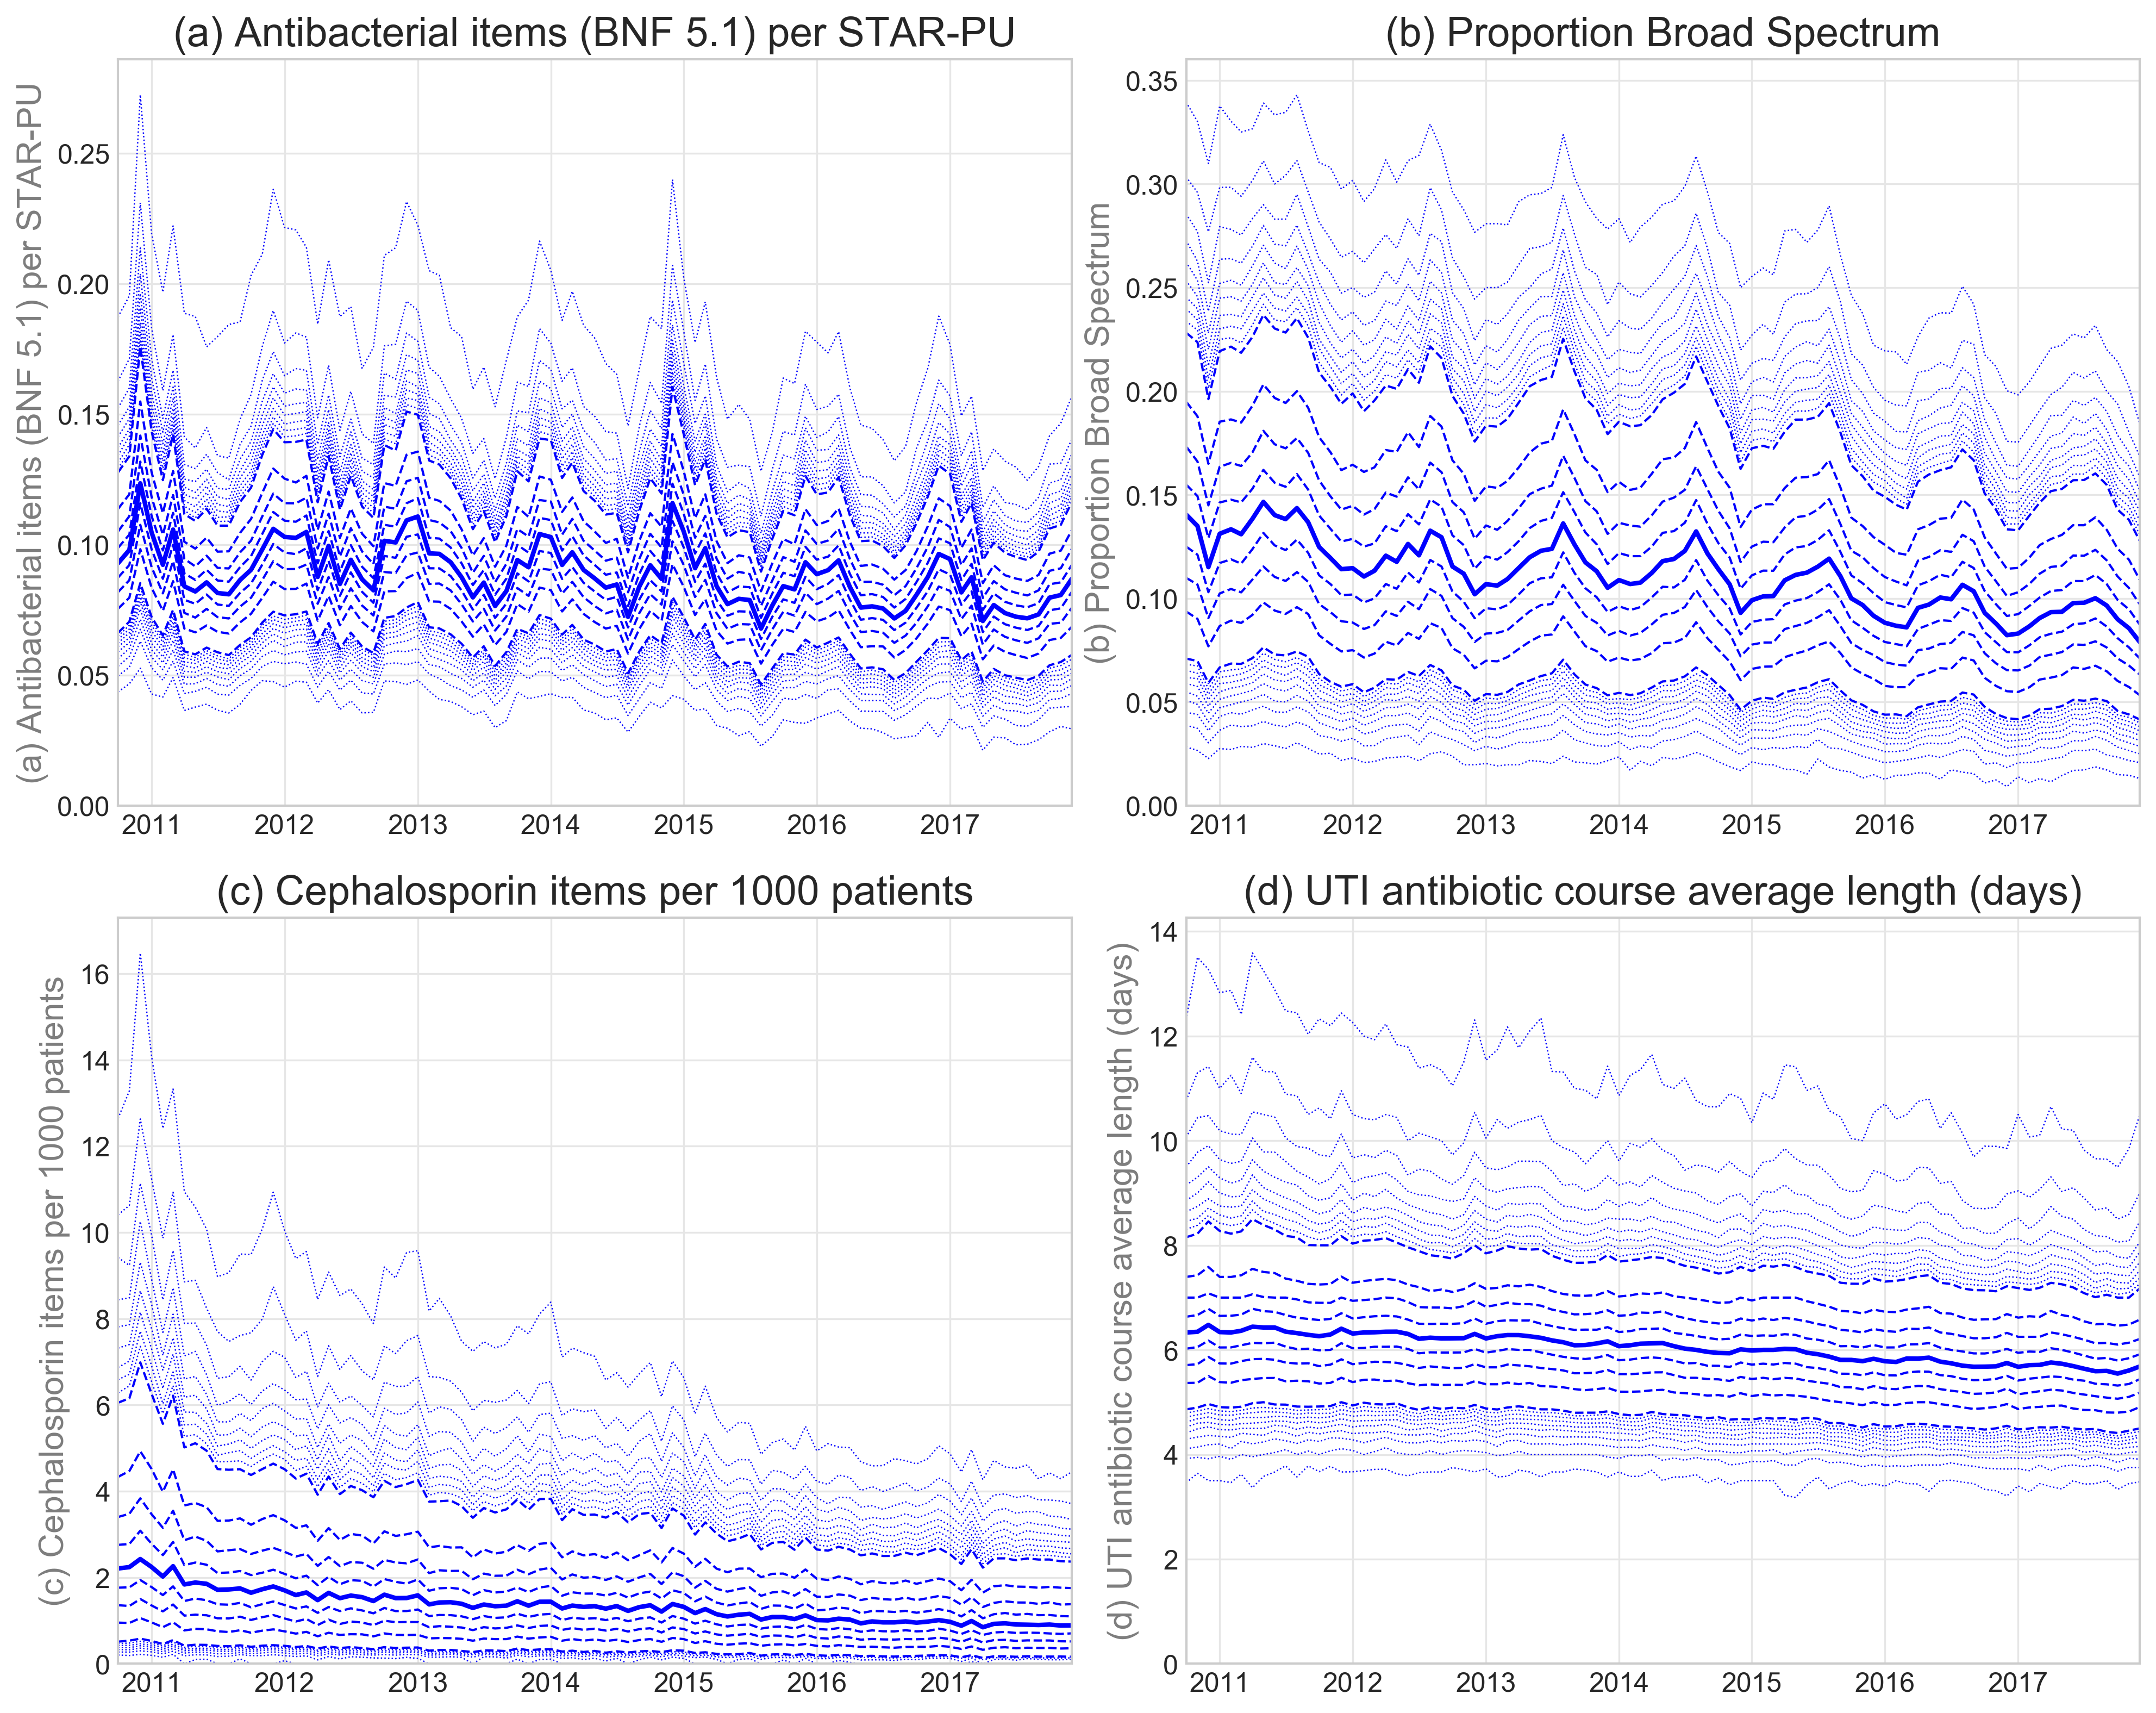 (a) Antibacterial items (BNF 5.1) per STAR-PU
(a) Antibacterial items (BNF 5.1) per STAR-PU
0.25
0.20
0.15
0.10
0.05
0.00
2011 2012 2013 2014 2015 2016 2017
(b) Proportion Broad Spectrum
(b) Proportion Broad Spectrum
0.35
0.30
0.25
0.20
0.15
0.10
0.05
0.00
2011 2012 2013 2014 2015 2016 2017
(c) Cephalosporin items per 1000 patients
(c) Cephalosporin items per 1000 patients
16
14
12
10
8
6
4
2
0
2011 2012 2013 2014 2015 2016 2017
(d) UTI antibiotic course average length (days)
(d) UTI antibiotic course average length (days)
14
12
10
8
6
4
2
0
2011 2012 2013 2014 2015 2016 2017